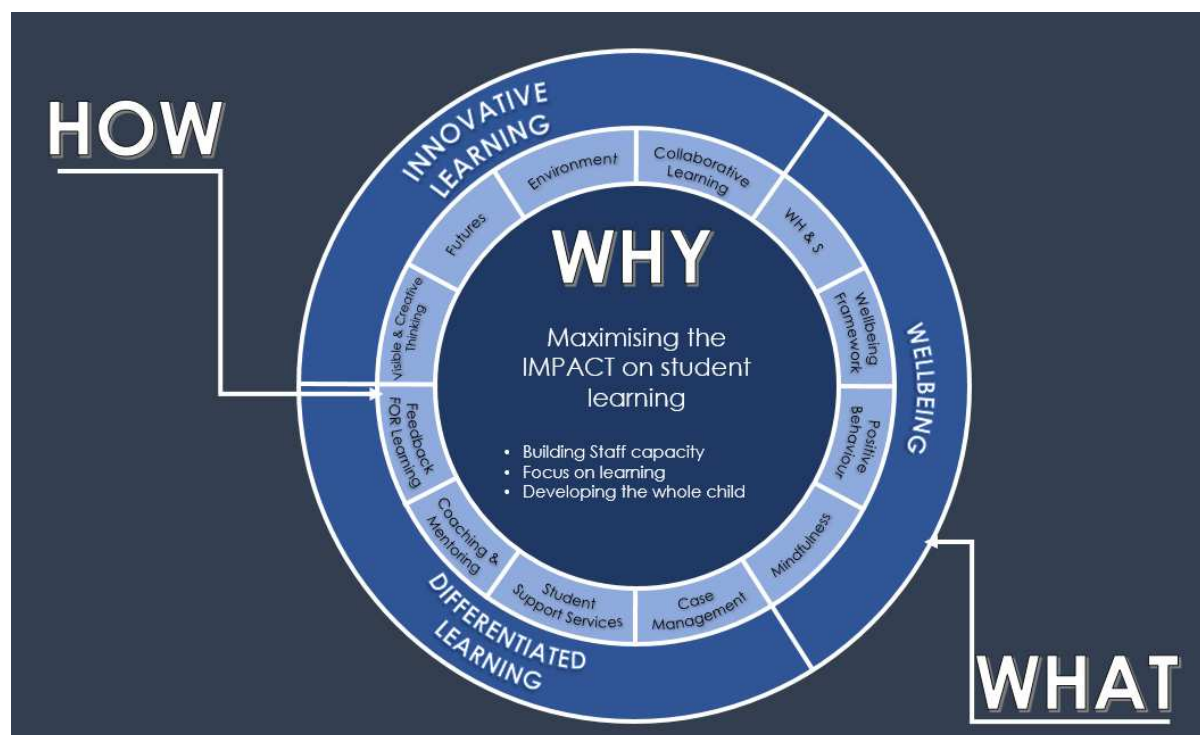 HOW
INNOVATIVE
LEARNING
Environment
Collaborative
Learning
Futures
WH & S
Visible & Creative
Thinking
Wellbeing
Framework
WELLBEING
WHY
Maximising the
IMPACT on student
learning
• Building Staff capacity
• Focus on learning
• Developing the whole child
Feedback
FOR Learning
Positive
Behaviour
Coaching &
Mentoring
Mindfulness
Student
Support Services
Case
Management
DIFFERENTIATED
LEARNING
WHAT